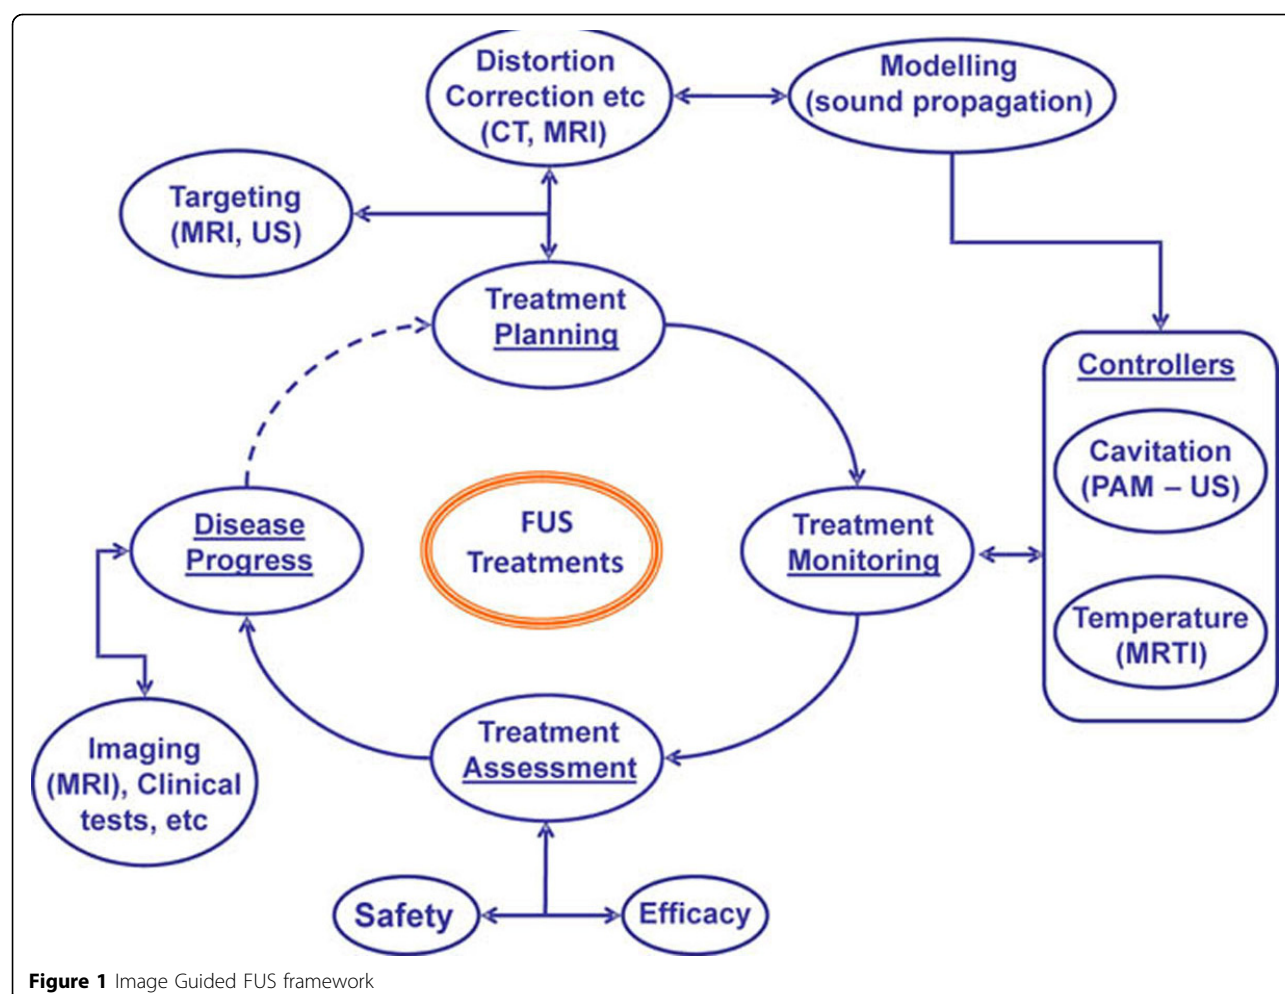 Distortion
Correction etc
(CT, MRI)
Modelling
(sound propagation)
Targeting
(MRI, US)
Treatment
Planning
Controllers
Cavitation
(PAM – US)
Temperature
(MRTI)
Disease
Progress
FUS
Treatments
Treatment
Monitoring
Treatment
Assessment
Imaging
(MRI), Clinical
tests, etc
Safety
Efficacy
Figure 1 Image Guided FUS framework